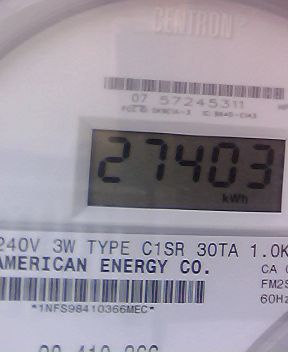 CENTRON
07 57245311
27403
kWh
240V 3W TYPE C1SR 30TA 1.0K
AMERICAN ENERGY CO.
CA
FM2S
60Hz
*1NFS98410366MEC*